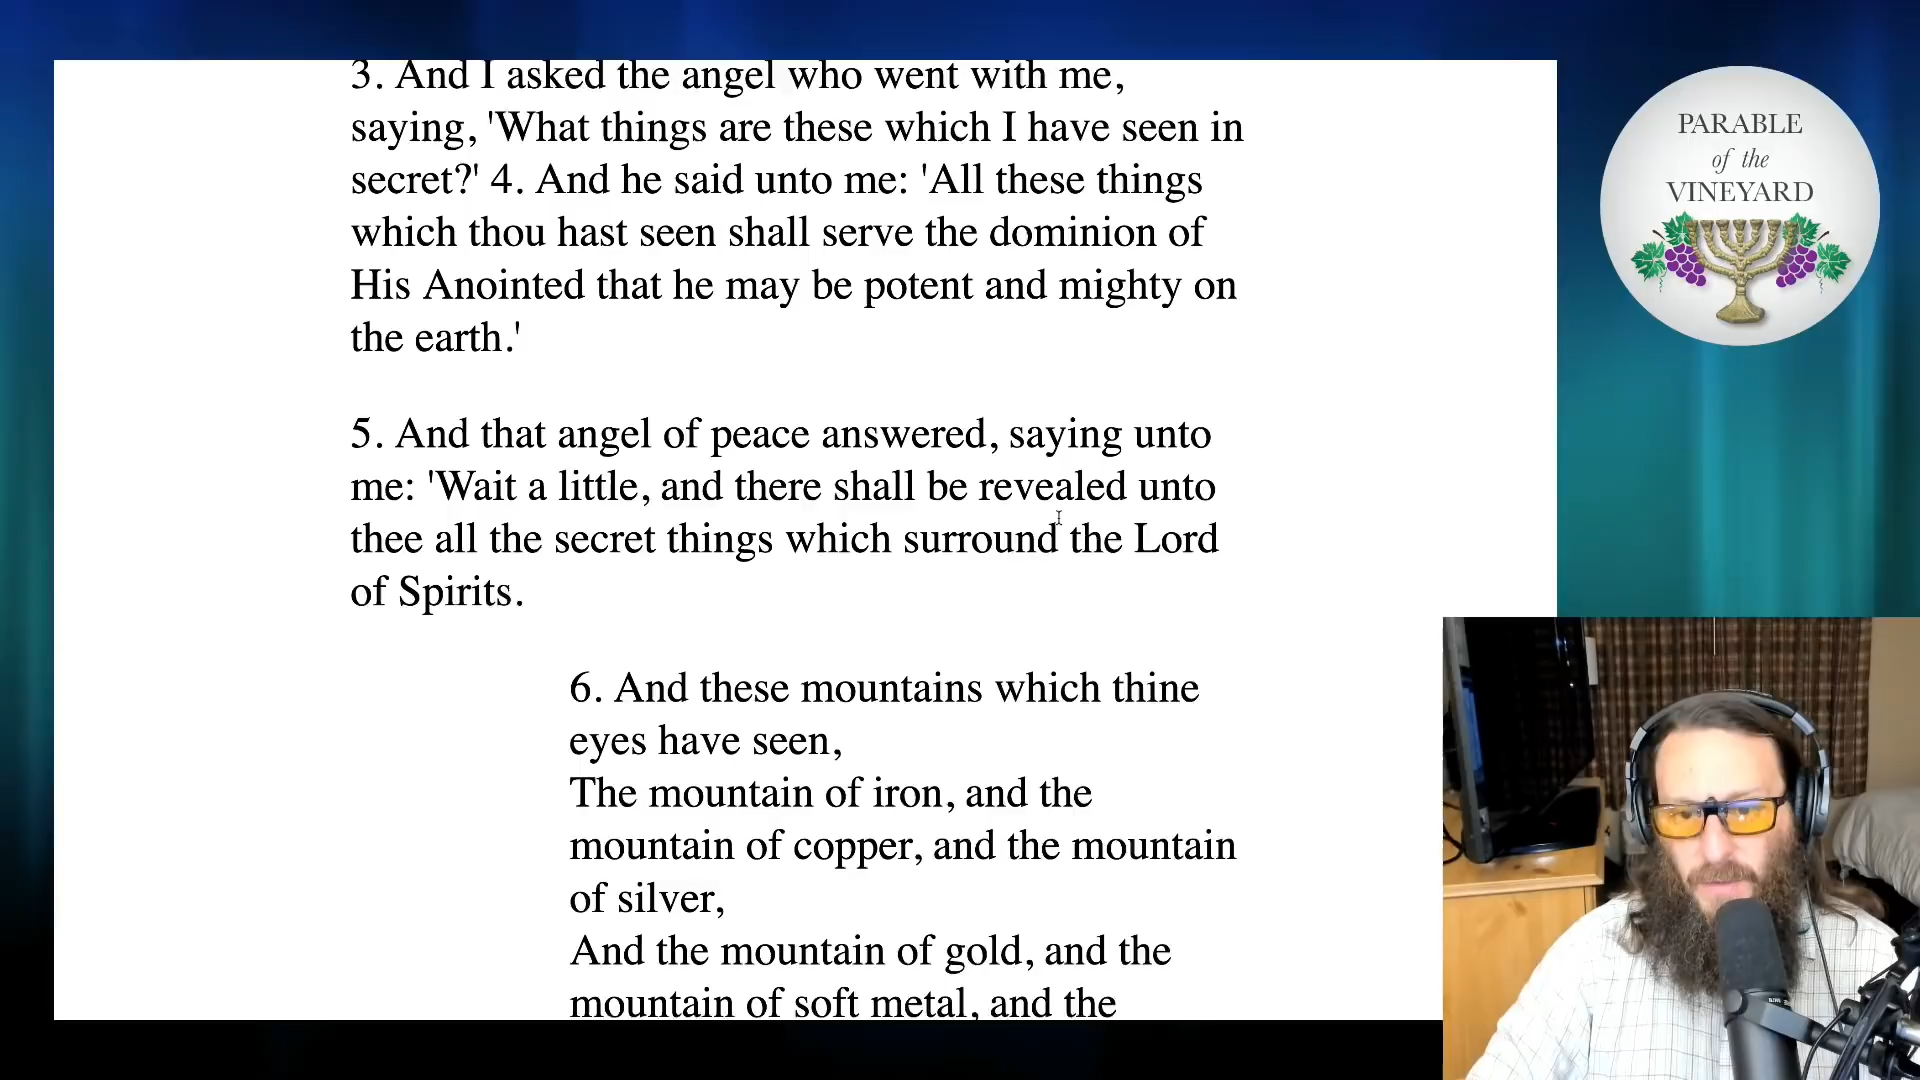 3. And I asked the angel who went with me,
saying, 'What things are these which I have seen in
secret?' 4. And he said unto me: 'All these things
which thou hast seen shall serve the dominion of
His Anointed that he may be potent and mighty on
the earth.'
5. And that angel of peace answered, saying unto
me: 'Wait a little, and there shall be revealed unto
thee all the secret things which surround the Lord
of Spirits.
6. And these mountains which thine
eyes have seen,
The mountain of iron, and the
mountain of copper, and the mountain
of silver,
And the mountain of gold, and the
mountain of soft metal, and the
PARABLE
of the
VINEYARD